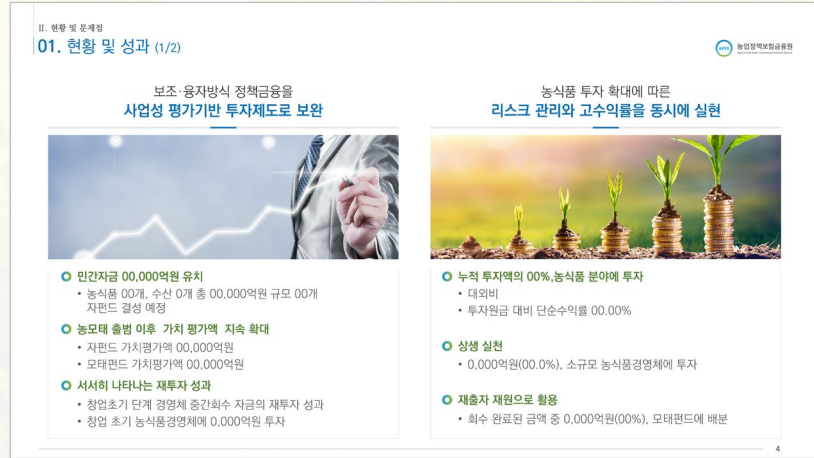 II. 현황 및 문제점
01. 현황 및 성과 (1/2)
APFS 농업정책보험금융원
보조·융자방식 정책금융을
사업성 평가기반 투자제도로 보완
농식품 투자 확대에 따른
리스크 관리와 고수익률을 동시에 실현
민간자금 00,000억원 유치
• 농식품 00개, 수산 0개 총 00,000억원 규모 00개
자펀드 결성 예정
농모태 출범 이후 가치 평가액 지속 확대
• 자펀드 가치평가액 00,000억원
• 모태펀드 가치평가액 00,000억원
서서히 나타나는 재투자 성과
• 창업초기 단계 경영체 중간회수 자금의 재투자 성과
• 창업 초기 농식품경영체에 0,000억원 투자
누적 투자액의 00%,농식품 분야에 투자
• 대외비
• 투자원금 대비 단순수익률 00.00%
상생 실천
• 0,000억원(00.0%), 소규모 농식품경영체에 투자
재출자 재원으로 활용
• 회수 완료된 금액 중 0,000억원(00%), 모태펀드에 배분
4